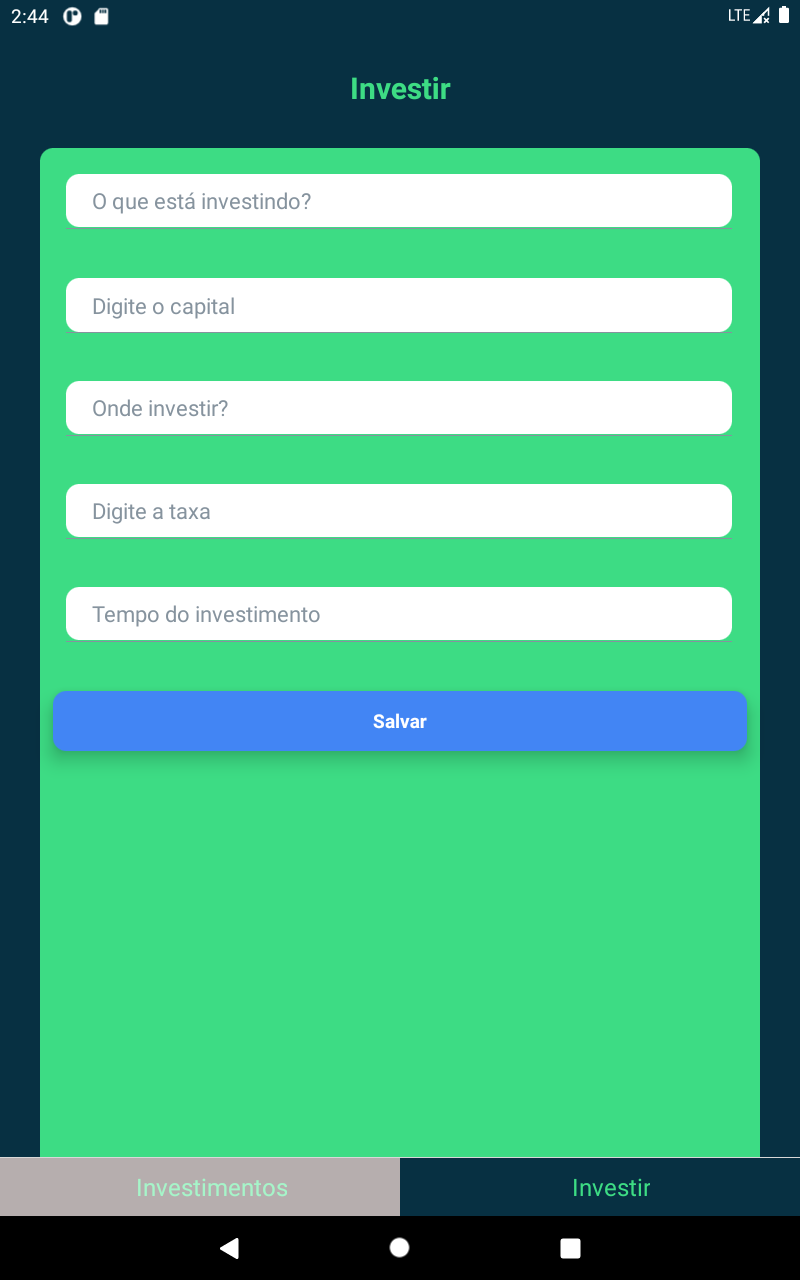 2:44 LTE
Investir
O que está investindo?
Digite o capital
Onde investir?
Digite a taxa
Tempo do investimento
Salvar
Investimentos Investir